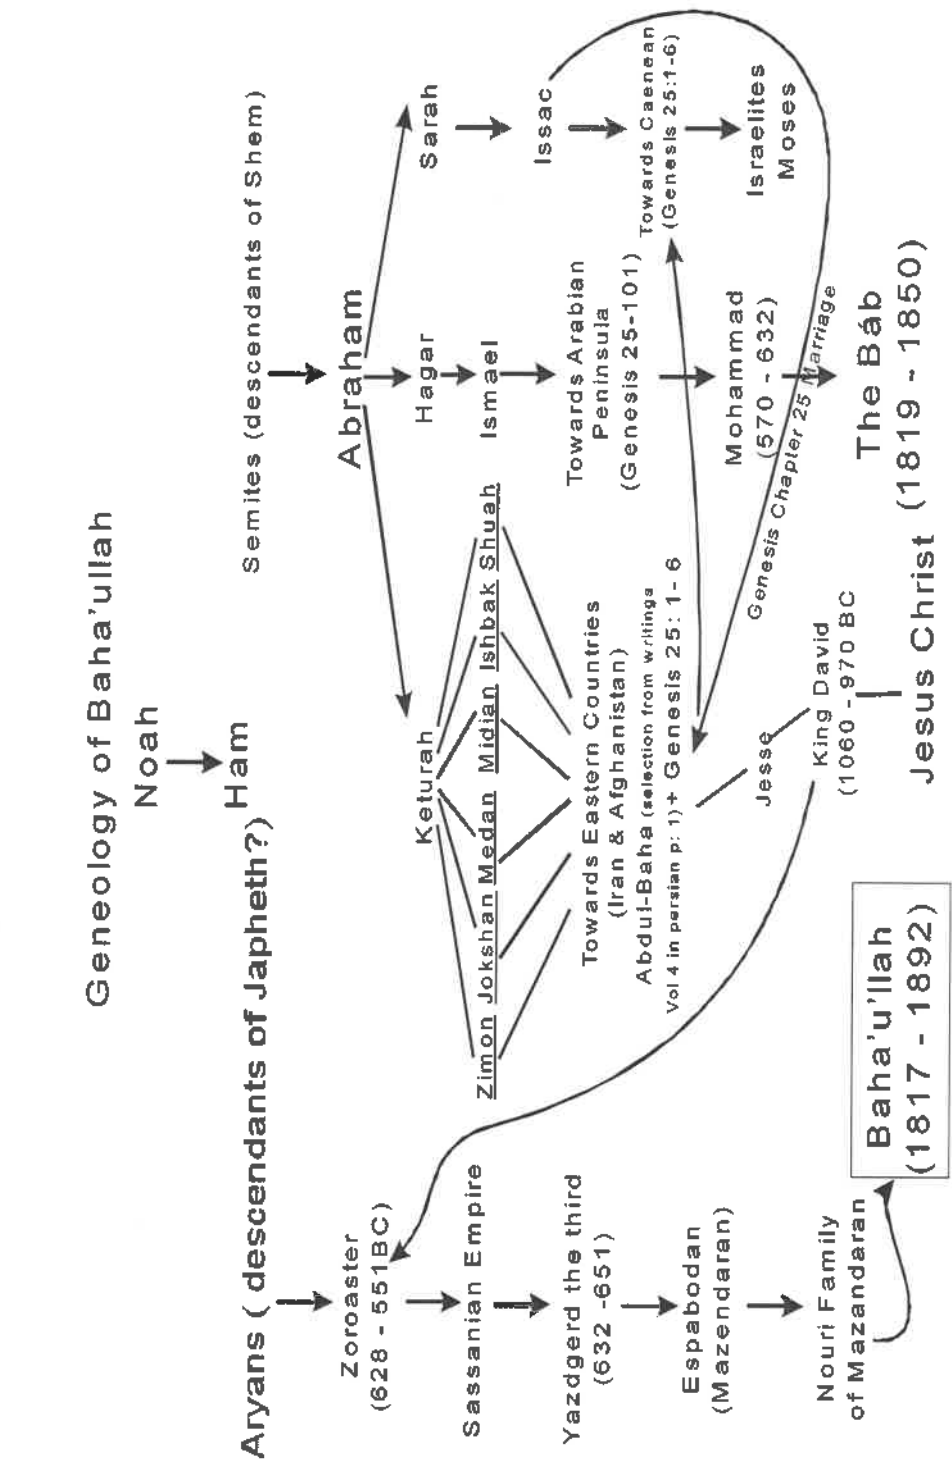 Geneology of Baha'ullah
Noah
Ham
Aryans ( descendants of Japheth?)
Semites (descendants of Shem)
Zoroaster
(628 - 551BC)
Sassanian Empire
Yazdgerd the third
(632 -651)
Espabodan
(Mazendaran)
Nouri Family
of Mazandaran
Baha'u'llah
(1817 - 1892)
Abraham
Keturah
Zimon Jokshan Medan Midian Ishbak Shuah
Towards Eastern Countries
(Iran & Afghanistan)
Abdul-Baha (selection from writings
Vol 4 in persian p: 1) + Genesis 25: 1- 6
Jesse
King David
(1060 - 970 BC
Jesus Christ
Hagar
Ismael
Towards Arabian
Peninsula
(Genesis 25-101)
Mohammad
(570 - 632)
Genesis Chapter 25 Marriage
The Báb
(1819 - 1850)
Sarah
Issac
Towards Caenean
(Genesis 25:1-6)
Israelites
Moses